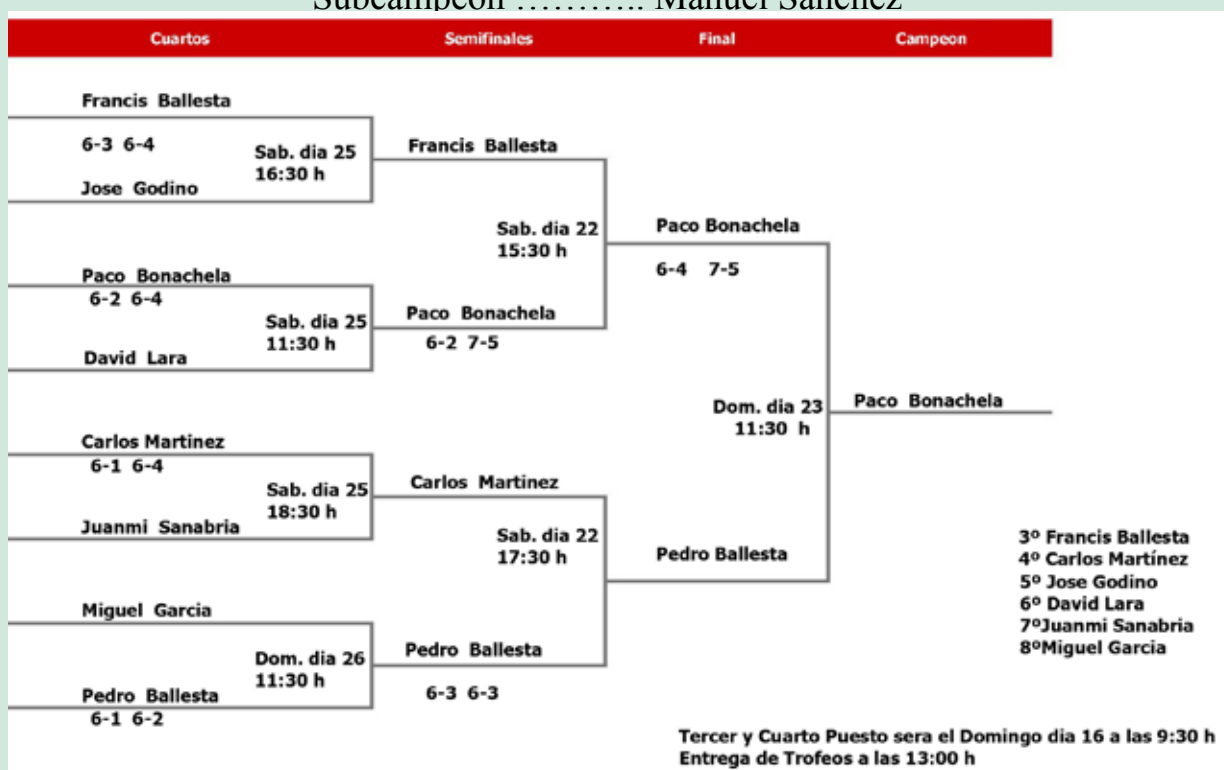 Subcampeón ……….. Manuel Sánchez
Cuartos Semifinales Final Campeon
Francis Ballesta
6-3 6-4
Sab. dia 25
16:30 h
Jose Godino
Paco Bonachela
6-2 6-4
Sab. dia 25
11:30 h
David Lara
Carlos Martinez
6-1 6-4
Sab. dia 25
18:30 h
Juanmi Sanabria
Miguel Garcia
Dom. dia 26
11:30 h
Pedro Ballesta
6-1 6-2
Francis Ballesta
Sab. dia 22
15:30 h
Paco Bonachela
6-2 7-5
Carlos Martinez
Sab. dia 22
17:30 h
Pedro Ballesta
6-3 6-3
Paco Bonachela
6-4 7-5
Dom. dia 23
11:30 h
Pedro Ballesta
Paco Bonachela
3º Francis Ballesta
4º Carlos Martínez
5º Jose Godino
6º David Lara
7ºJuanmi Sanabria
8ºMiguel Garcia
Tercer y Cuarto Puesto sera el Domingo dia 16 a las 9:30 h
Entrega de Trofeos a las 13:00 h